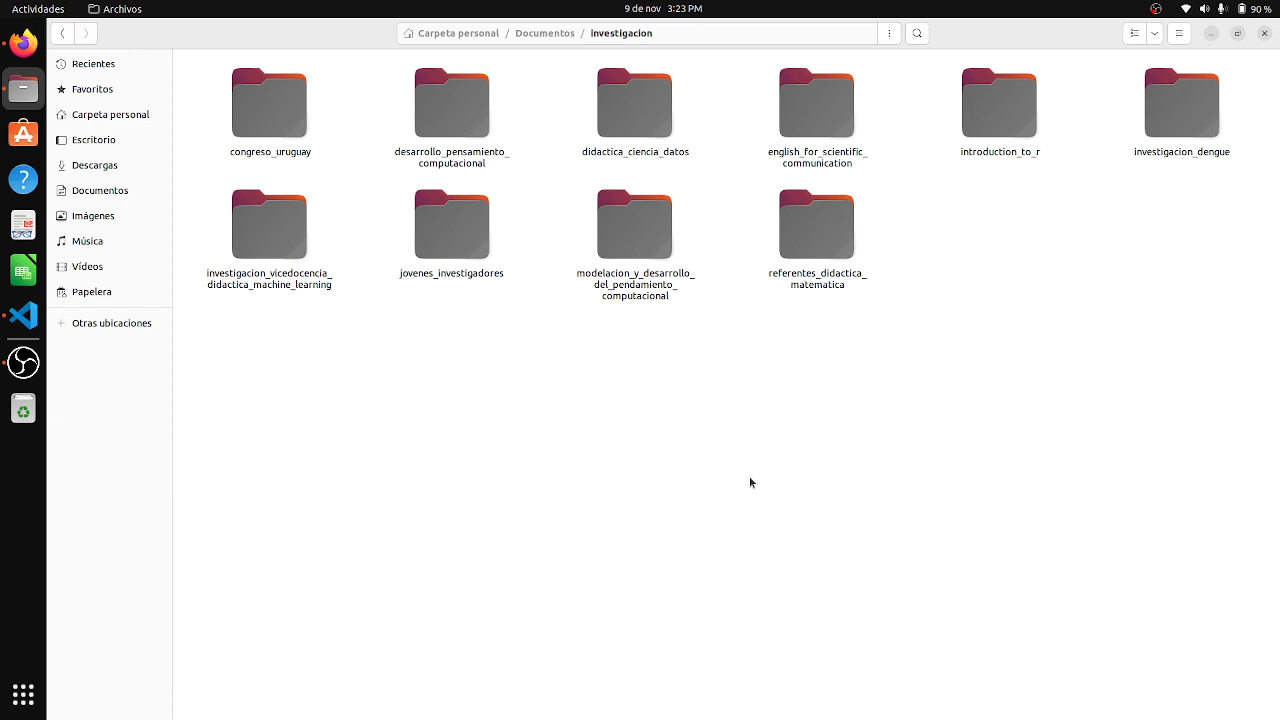 Actividades Archivos 9 de nov 3:23 PM 90 %
Carpeta personal / Documentos / investigacion
Recientes
Favoritos
Carpeta personal
Escritorio
Descargas
Documentos
Imágenes
Música
Vídeos
Papelera
+ Otras ubicaciones
congreso_uruguay
desarrollo_pensamiento_
computacional
didactica_ciencia_datos
english_for_scientific_
communication
introduction_to_r
investigacion_dengue
investigacion_vicedocencia_
didactica_machine_learning
jovenes_investigadores
modelacion_y_desarrollo_
del_pendamiento_
computacional
referentes_didactica_
matematica